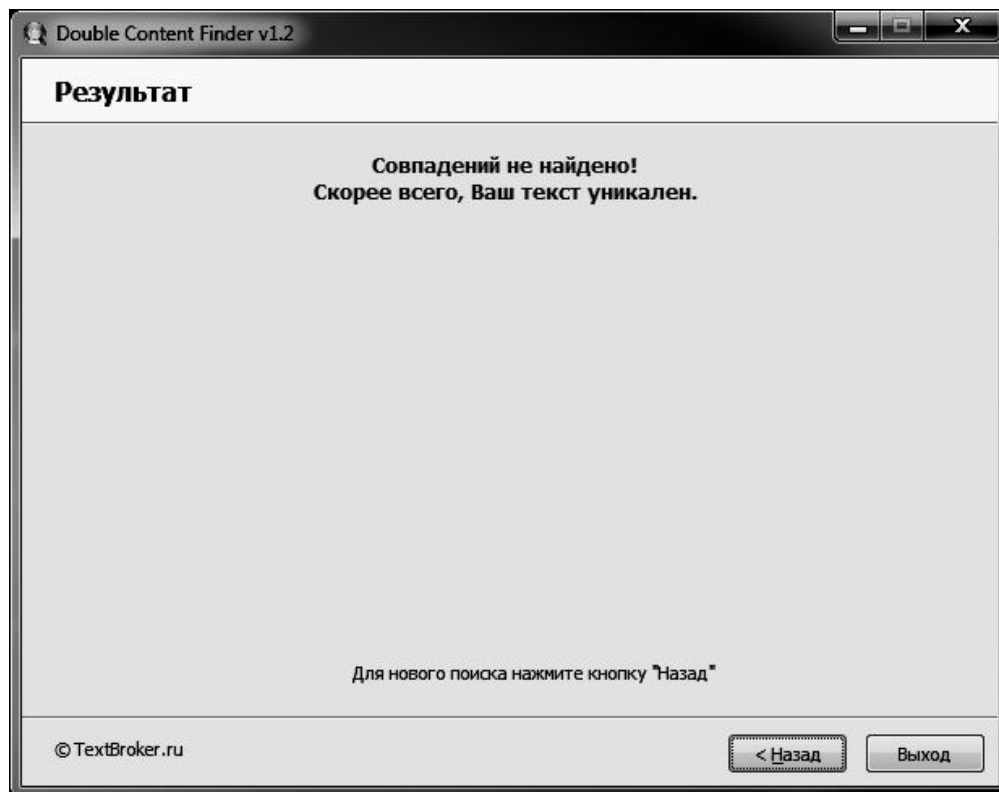 Double Content Finder v1.2
Результат
Совпадений не найдено!
Скорее всего, Ваш текст уникален.
Для нового поиска нажмите кнопку "Назад"
© TextBroker.ru
< Назад
Выход